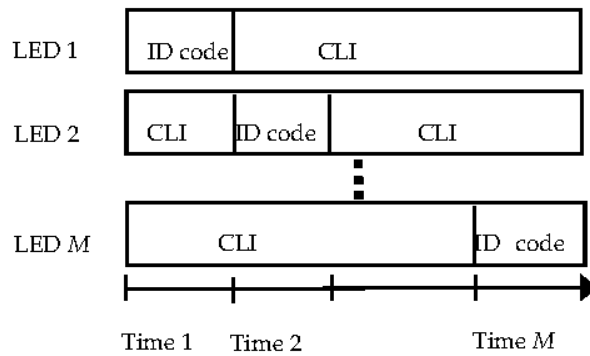 LED 1 ID code CLI
LED 2 CLI ID code CLI
LED M CLI ID code
Time 1 Time 2 Time M